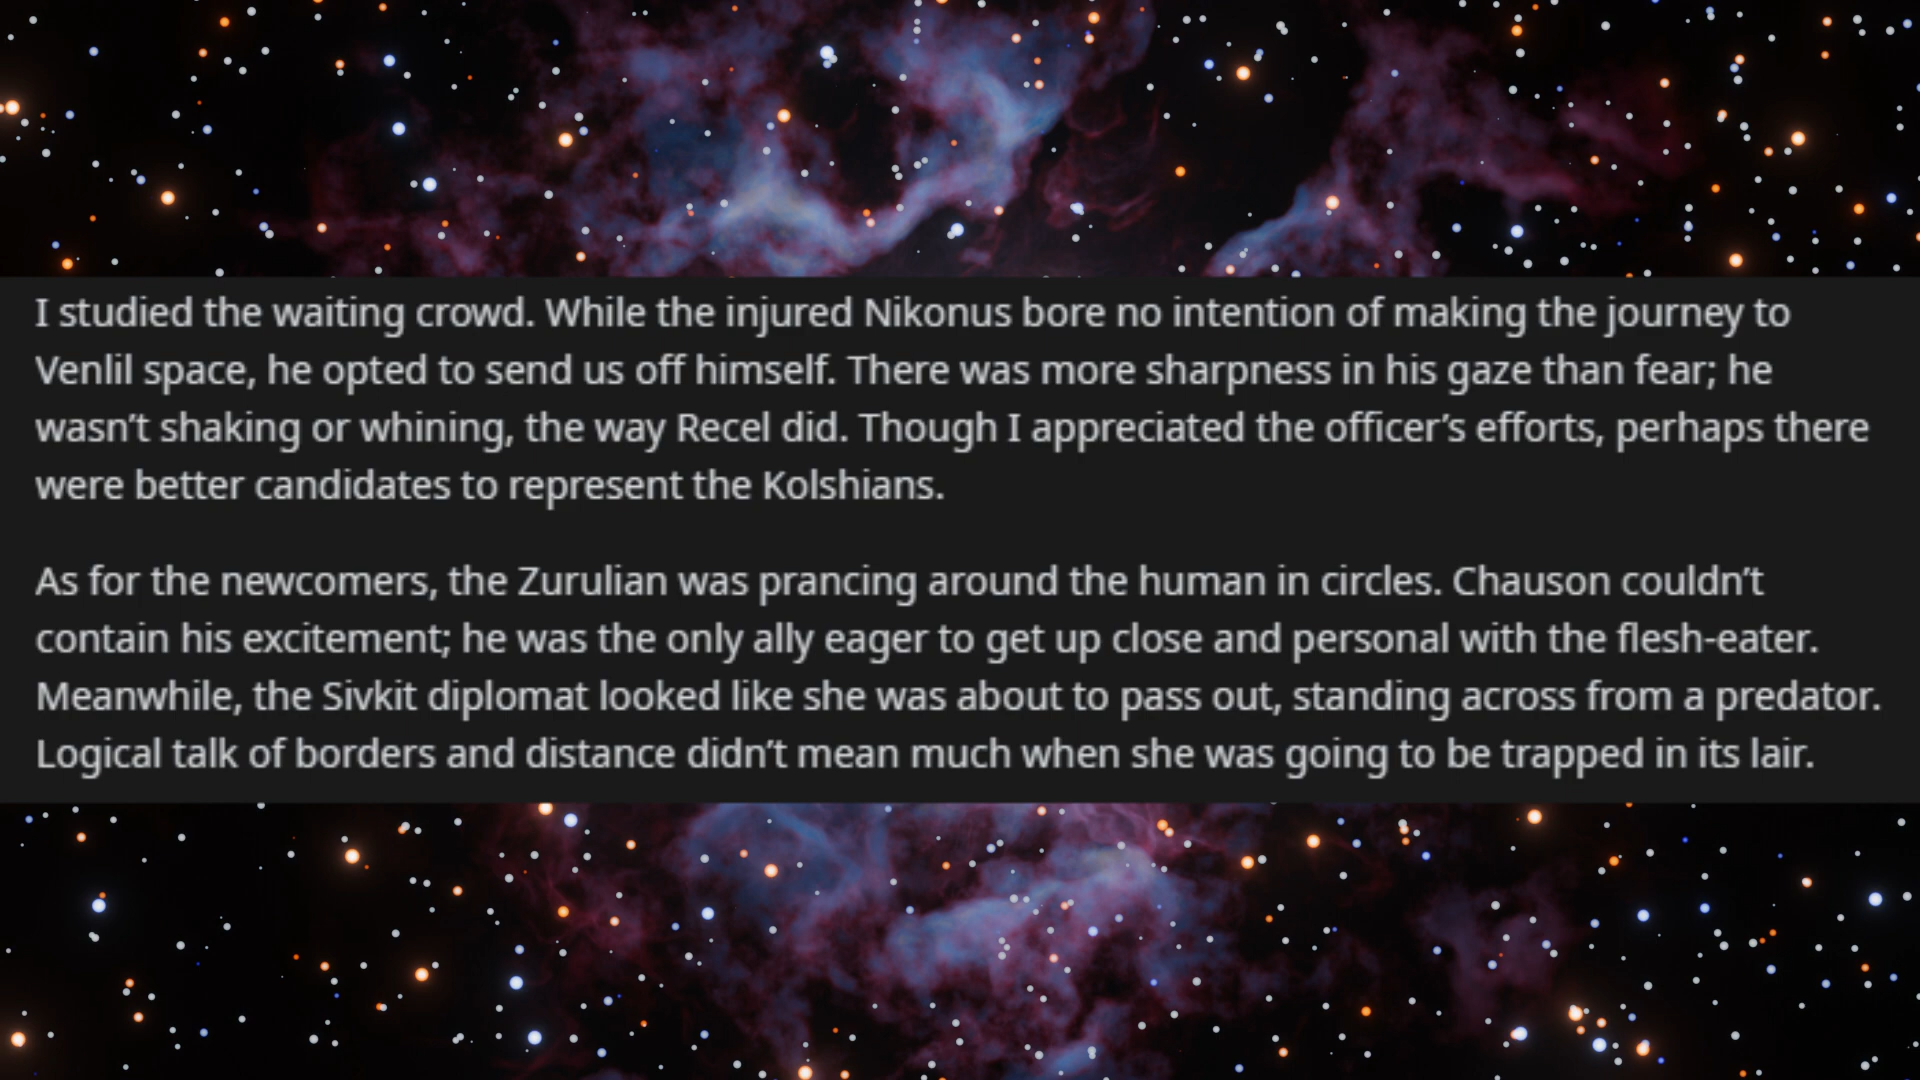 I studied the waiting crowd. While the injured Nikonus bore no intention of making the journey to
Venlil space, he opted to send us off himself. There was more sharpness in his gaze than fear; he
wasn’t shaking or whining, the way Recel did. Though I appreciated the officer’s efforts, perhaps there
were better candidates to represent the Kolshians.
As for the newcomers, the Zurulian was prancing around the human in circles. Chauson couldn’t
contain his excitement; he was the only ally eager to get up close and personal with the flesh-eater.
Meanwhile, the Sivkit diplomat looked like she was about to pass out, standing across from a predator.
Logical talk of borders and distance didn’t mean much when she was going to be trapped in its lair.